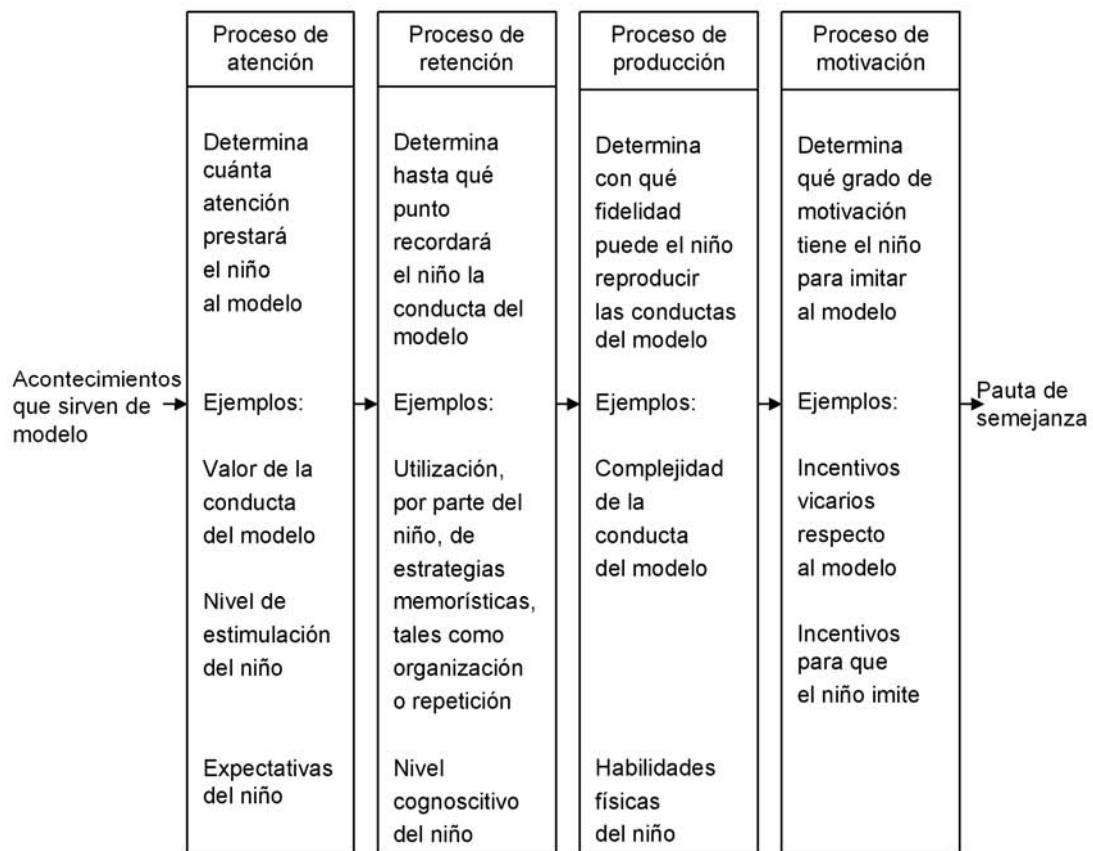 Acontecimientos
que sirven de
modelo
Proceso de
atención
Determina
cuánta
atención
prestará
el niño
al modelo
Ejemplos:
Valor de la
conducta
del modelo
Nivel de
estimulación
del niño
Expectativas
del niño
Proceso de
retención
Determina
hasta qué
punto
recordará
el niño la
conducta del
modelo
Ejemplos:
Utilización,
por parte del
niño, de
estrategias
memorísticas,
tales como
organización
o repetición
Nivel
cognoscitivo
del niño
Proceso de
producción
Determina
con qué
fidelidad
puede el niño
reproducir
las conductas
del modelo
Ejemplos:
Complejidad
de la
conducta
del modelo
Habilidades
físicas
del niño
Proceso de
motivación
Determina
qué grado de
motivación
tiene el niño
para imitar
al modelo
Ejemplos:
Incentivos
vicarios
respecto
al modelo
Incentivos
para que
el niño imite
Pauta de
semejanza